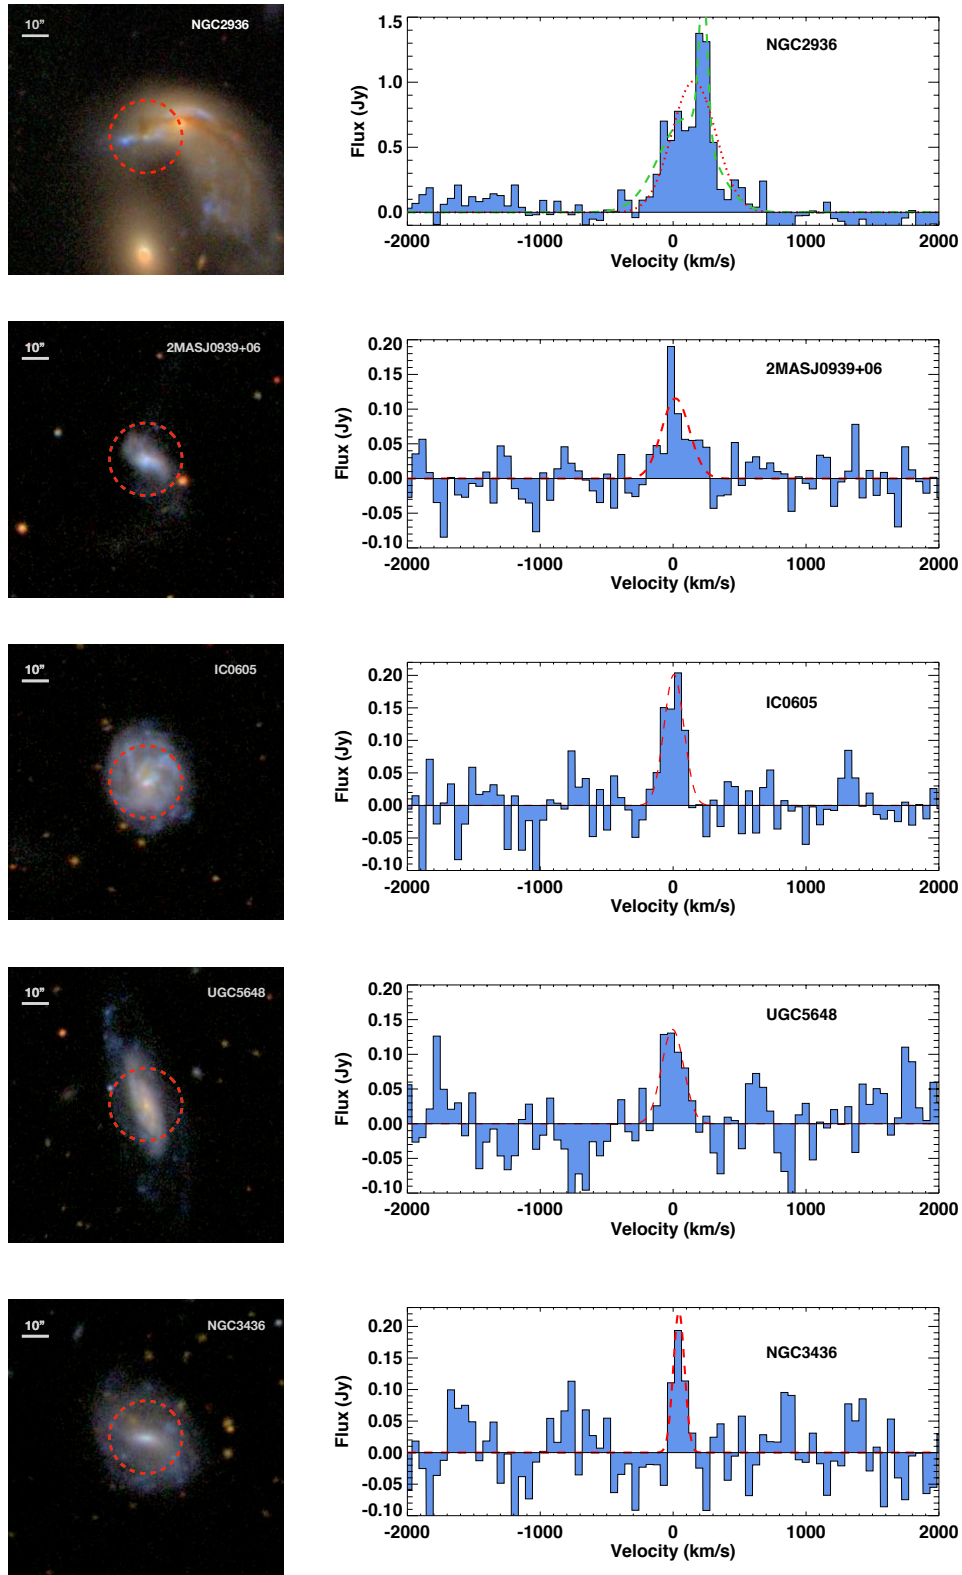 10"
NGC2936
NGC2936
Flux (Jy)
1.5
1.0
0.5
0.0
-2000 -1000 0 1000 2000
Velocity (km/s)
10"
2MASJ0939+06
2MASJ0939+06
Flux (Jy)
0.20
0.15
0.10
0.05
0.00
-0.05
-0.10
-2000 -1000 0 1000 2000
Velocity (km/s)
10"
IC0605
IC0605
Flux (Jy)
0.20
0.15
0.10
0.05
0.00
-0.05
-0.10
-2000 -1000 0 1000 2000
Velocity (km/s)
10"
UGC5648
UGC5648
Flux (Jy)
0.20
0.15
0.10
0.05
0.00
-0.05
-0.10
-2000 -1000 0 1000 2000
Velocity (km/s)
10"
NGC3436
NGC3436
Flux (Jy)
0.20
0.15
0.10
0.05
0.00
-0.05
-0.10
-2000 -1000 0 1000 2000
Velocity (km/s)